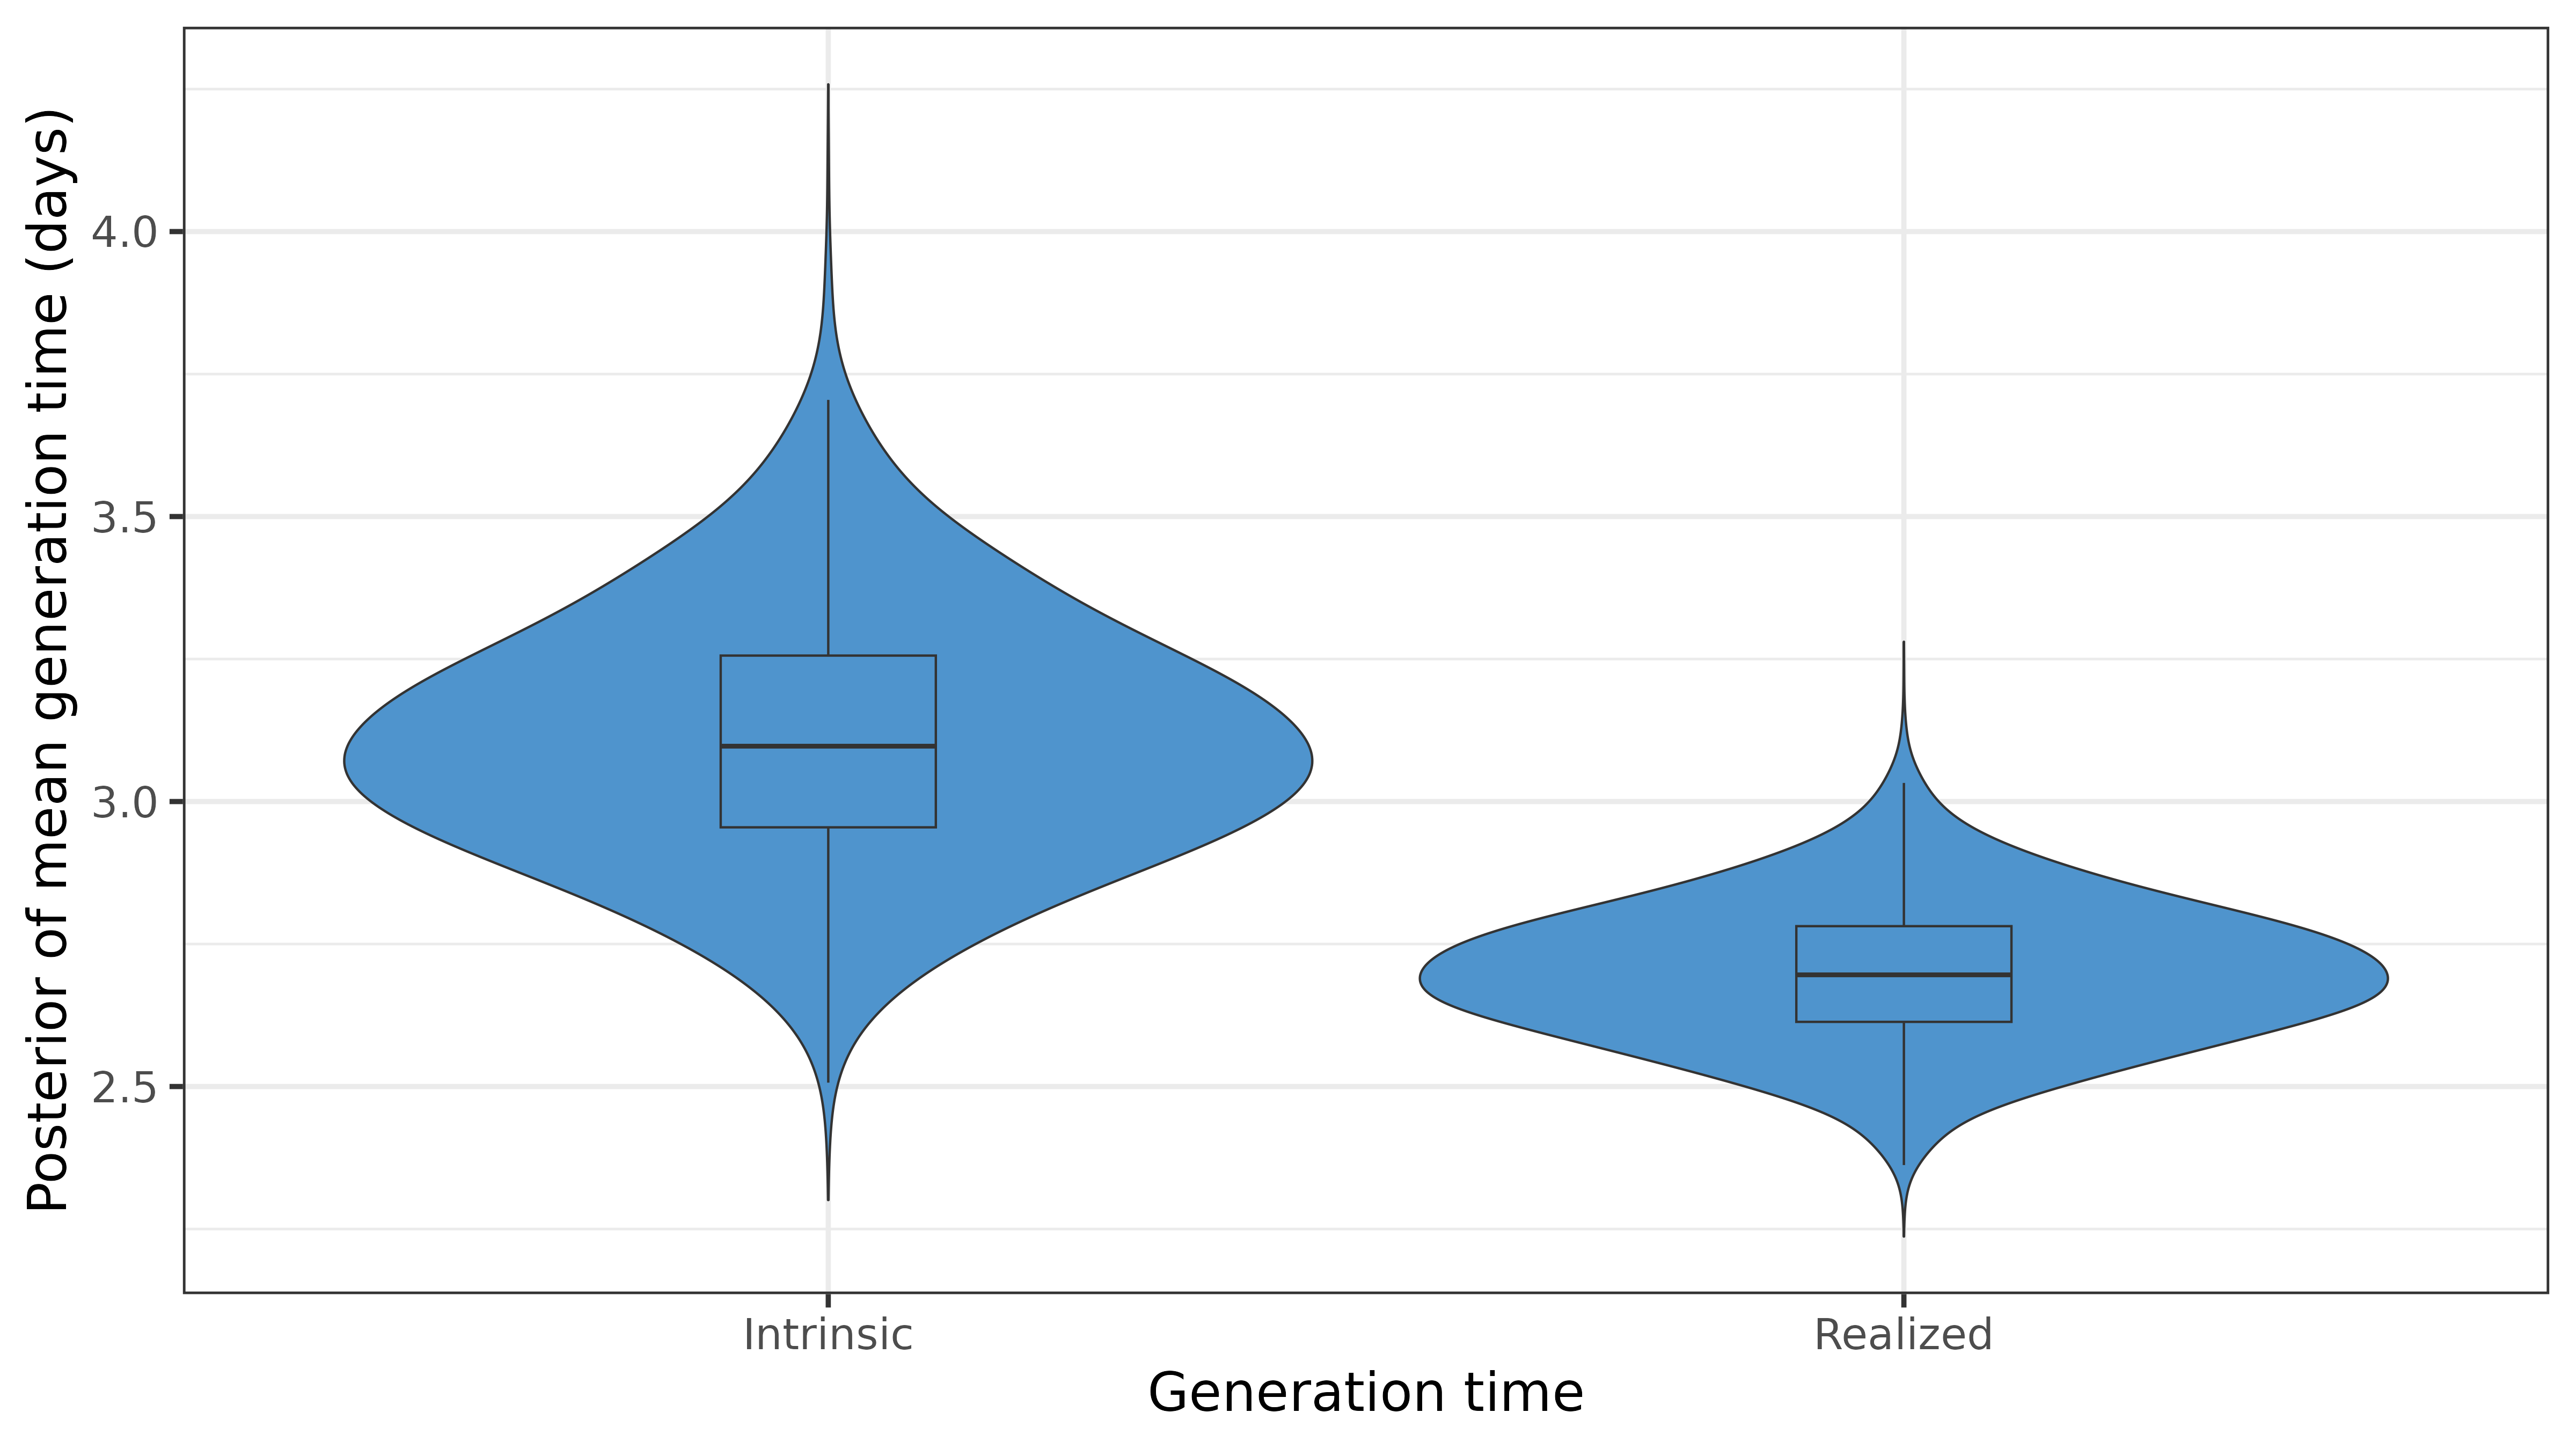 Posterior of mean generation time (days)
4.0
3.5
3.0
2.5
Intrinsic
Realized
Generation time